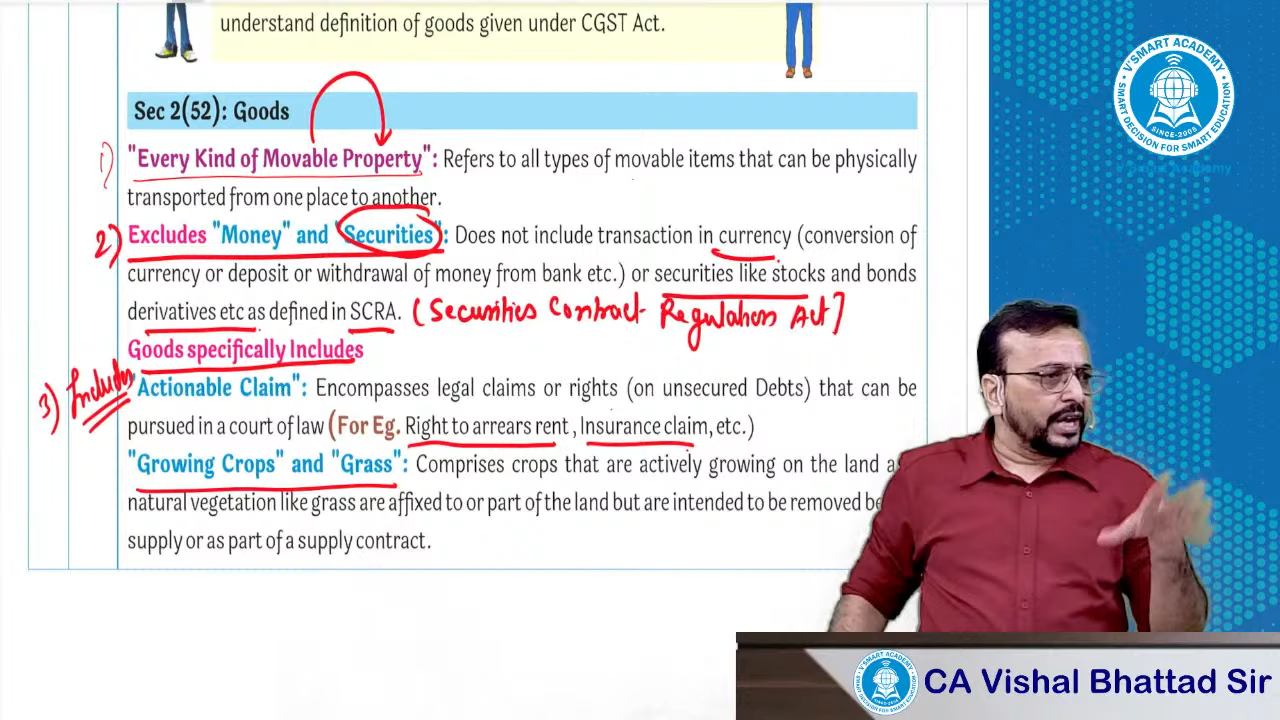 understand definition of goods given under CGST Act.
Sec 2(52): Goods
1) "Every Kind of Movable Property": Refers to all types of movable items that can be physically
transported from one place to another.
2) Excludes "Money" and "Securities": Does not include transaction in currency (conversion of
currency or deposit or withdrawal of money from bank etc.) or securities like stocks and bonds
derivatives etc as defined in SCRA. (Securities Contract Regulation Act)
Goods specifically Includes
3) Includes "Actionable Claim": Encompasses legal claims or rights (on unsecured Debts) that can be
pursued in a court of law (For Eg. Right to arrears rent , Insurance claim, etc.)
"Growing Crops" and "Grass": Comprises crops that are actively growing on the land
natural vegetation like grass are affixed to or part of the land but are intended to be removed
supply or as part of a supply contract.
V'SMART ACADEMY
SINCE-2008
SMART DECISION FOR SMART EDUCATION
V'Smart Academy
CA Vishal Bhattad Sir